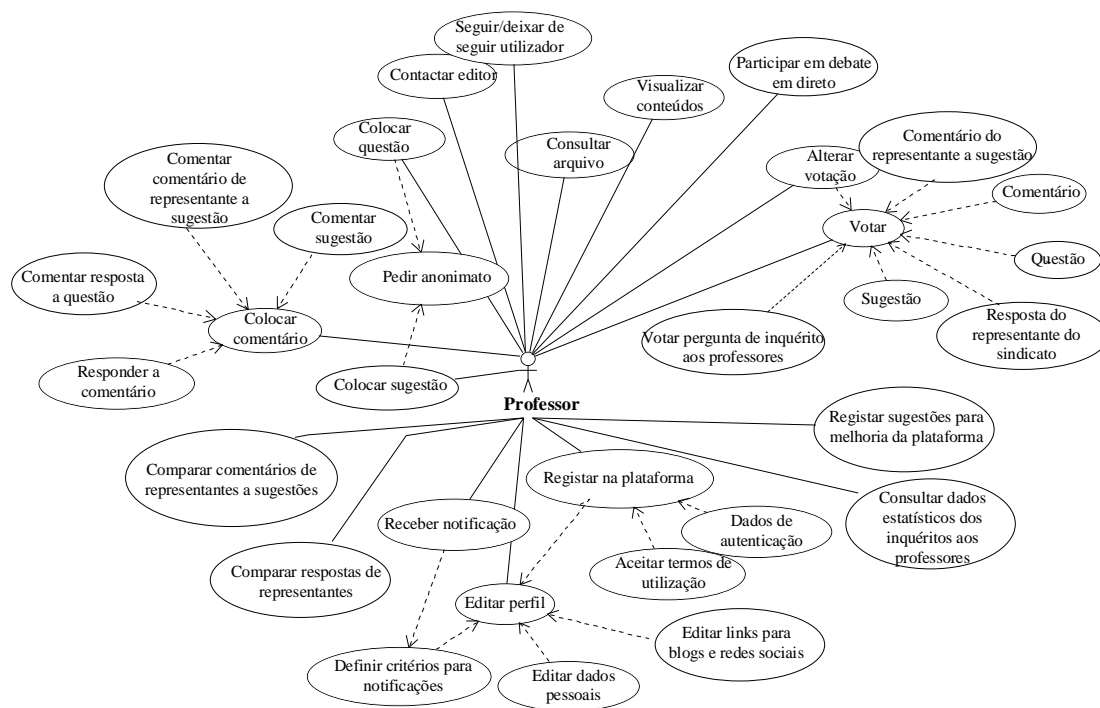 Seguir/deixar de
seguir utilizador
Contactar editor
Participar em debate
em direto
Visualizar
conteúdos
Colocar
questão
Consultar
arquivo
Alterar
votação
Comentário do
representante a sugestão
Comentário
Comentar
comentário de
representante a
sugestão
Comentar
sugestão
Votar
Questão
Comentar resposta
a questão
Pedir anonimato
Sugestão
Colocar
comentário
Votar pergunta de inquérito
aos professores
Resposta do
representante do
sindicato
Responder a
comentário
Colocar sugestão
Professor
Registar sugestões para
melhoria da plataforma
Comparar comentários de
representantes a sugestões
Registar na plataforma
Receber notificação
Dados de
autenticação
Consultar dados
estatísticos dos
inquéritos aos
professores
Comparar respostas de
representantes
Aceitar termos de
utilização
Editar perfil
Editar links para
blogs e redes sociais
Definir critérios para
notificações
Editar dados
pessoais